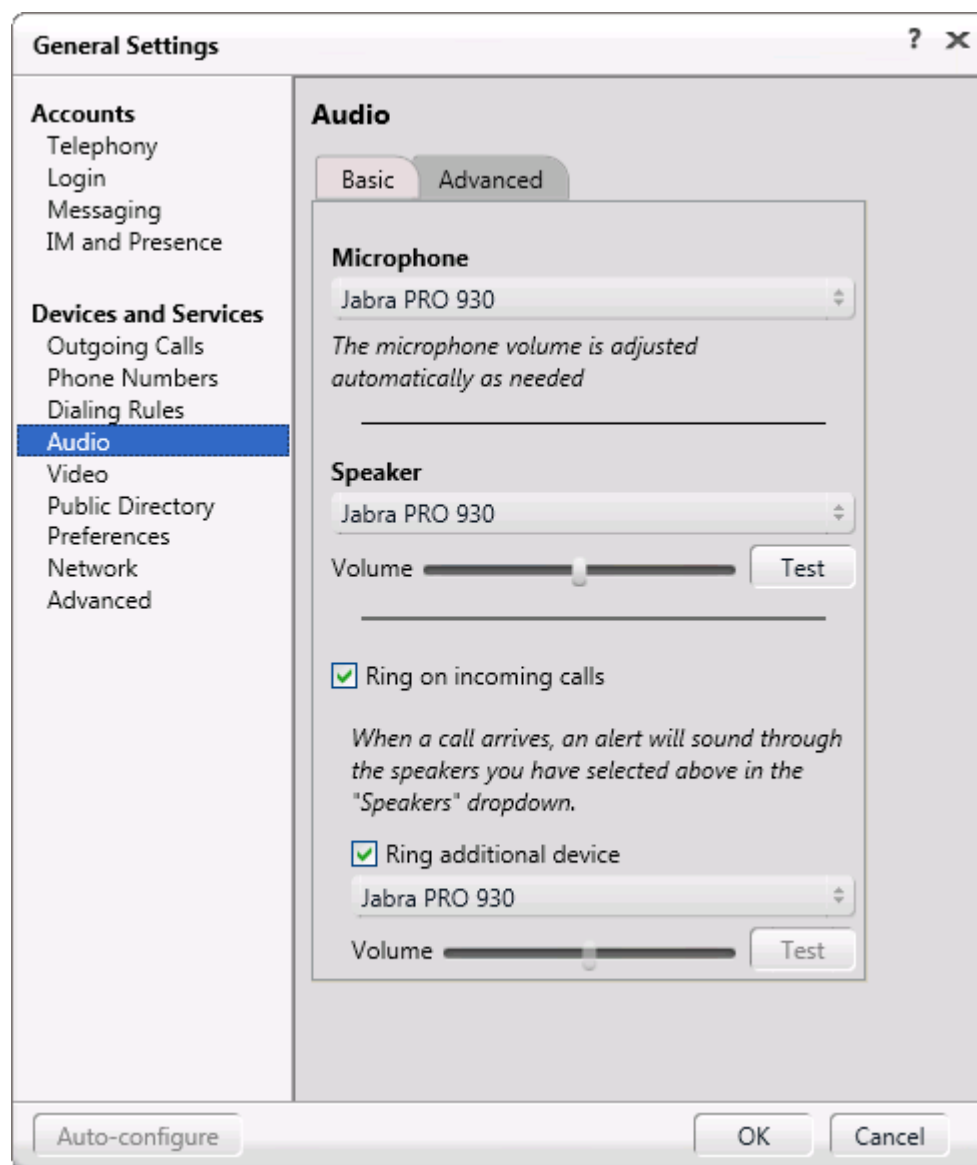 General Settings
?
Accounts
Telephony
Login
Messaging
IM and Presence
Devices and Services
Outgoing Calls
Phone Numbers
Dialing Rules
Audio
Video
Public Directory
Preferences
Network
Advanced
Audio
Basic Advanced
Microphone
Jabra PRO 930
The microphone volume is adjusted
automatically as needed
Speaker
Jabra PRO 930
Volume Test
Ring on incoming calls
When a call arrives, an alert will sound through
the speakers you have selected above in the
"Speakers" dropdown.
Ring additional device
Jabra PRO 930
Volume Test
Auto-configure OK Cancel